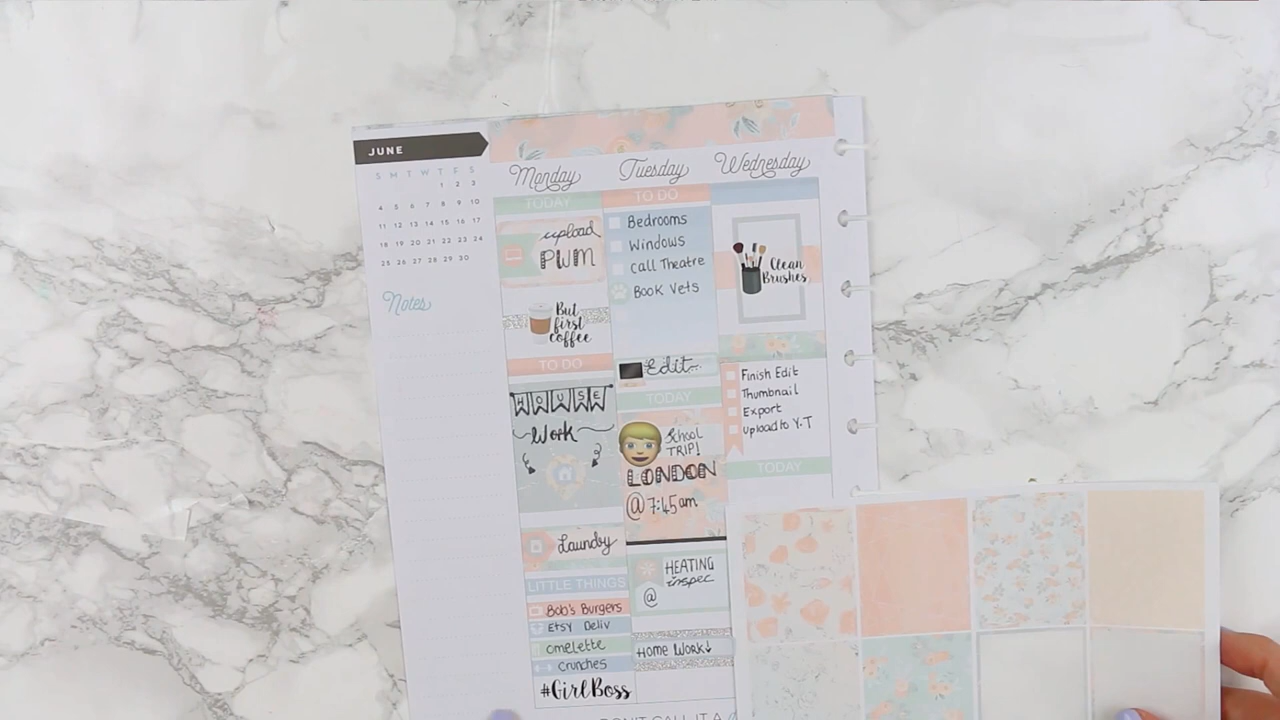 JUNE
S M T W T F S
1 2 3
4 5 6 7 8 9 10
11 12 13 14 15 16 17
18 19 20 21 22 23 24
25 26 27 28 29 30
Notes
Monday
TODAY
upload
PWM
But
first
coffee
TO DO
HOUSE
Work
Laundry
LITTLE THINGS
Bob's Burgers
Etsy Deliv
omelette
crunches
#GirlBoss
Tuesday
TO DO
Bedrooms
Windows
call Theatre
Book Vets
Edit
TODAY
School
TRIP!
LONDON
@ 7:45am
HEATING
inspec
@
Home Work↓
Wednesday
Clean
Brushes
Finish Edit
Thumbnail
Export
Upload to Y.T
TODAY
DON'T CALL IT A